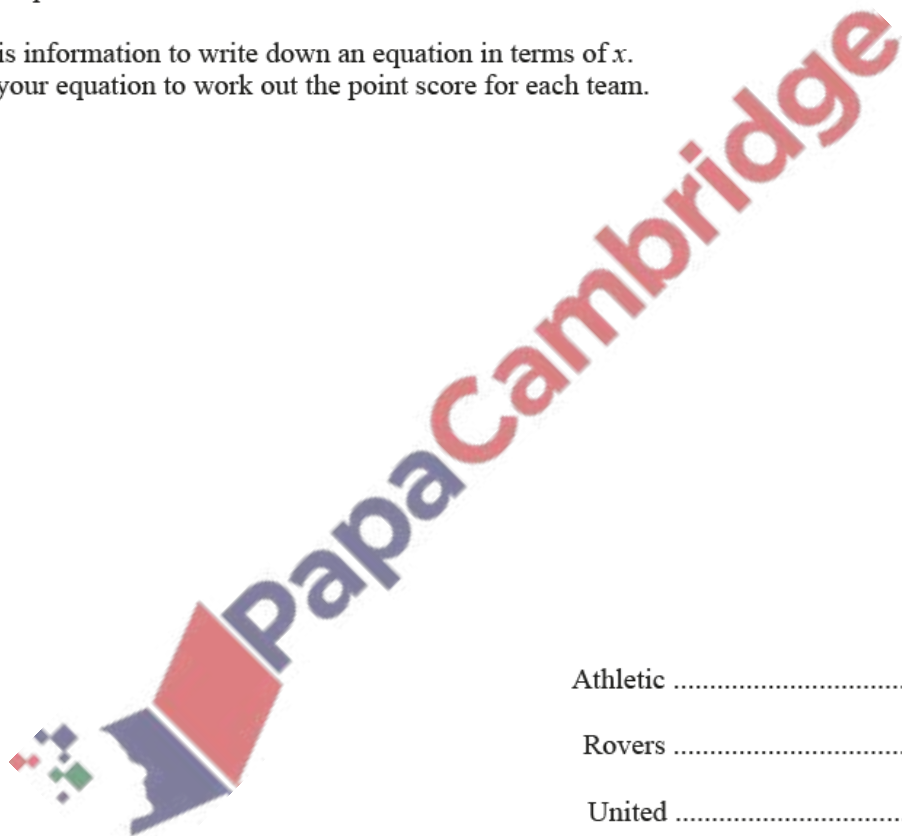 is information to write down an equation in terms of x.
your equation to work out the point score for each team.
PapaCambridge
Athletic ..............................
Rovers ..............................
United ..............................